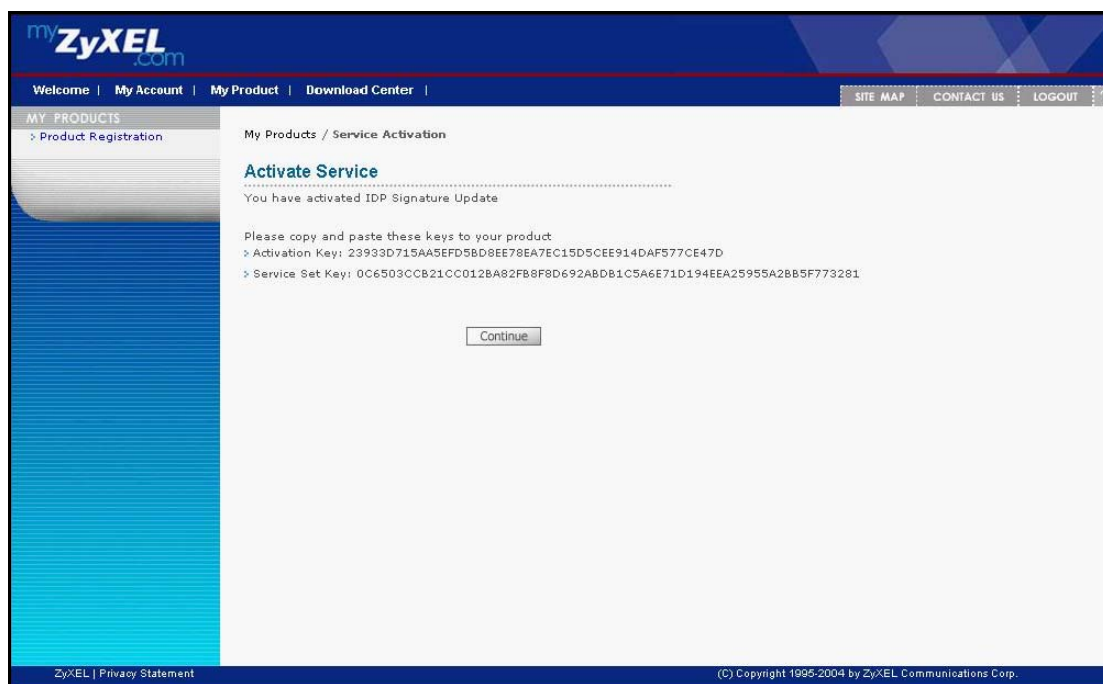 myZyXEL.com
Welcome | My Account | My Product | Download Center |
SITE MAP CONTACT US LOGOUT
MY PRODUCTS
> Product Registration
My Products / Service Activation
Activate Service
You have activated IDP Signature Update
Please copy and paste these keys to your product
> Activation Key: 23933D715AA5EFD5BD8EE78EA7EC15D5CEE914DAF577CE47D
> Service Set Key: 0C6503CCB21CC012BA82FB8F8D692ABDB1C5A6E71D194EEA25955A2BB5F773281
Continue
ZyXEL | Privacy Statement
(C) Copyright 1995-2004 by ZyXEL Communications Corp.